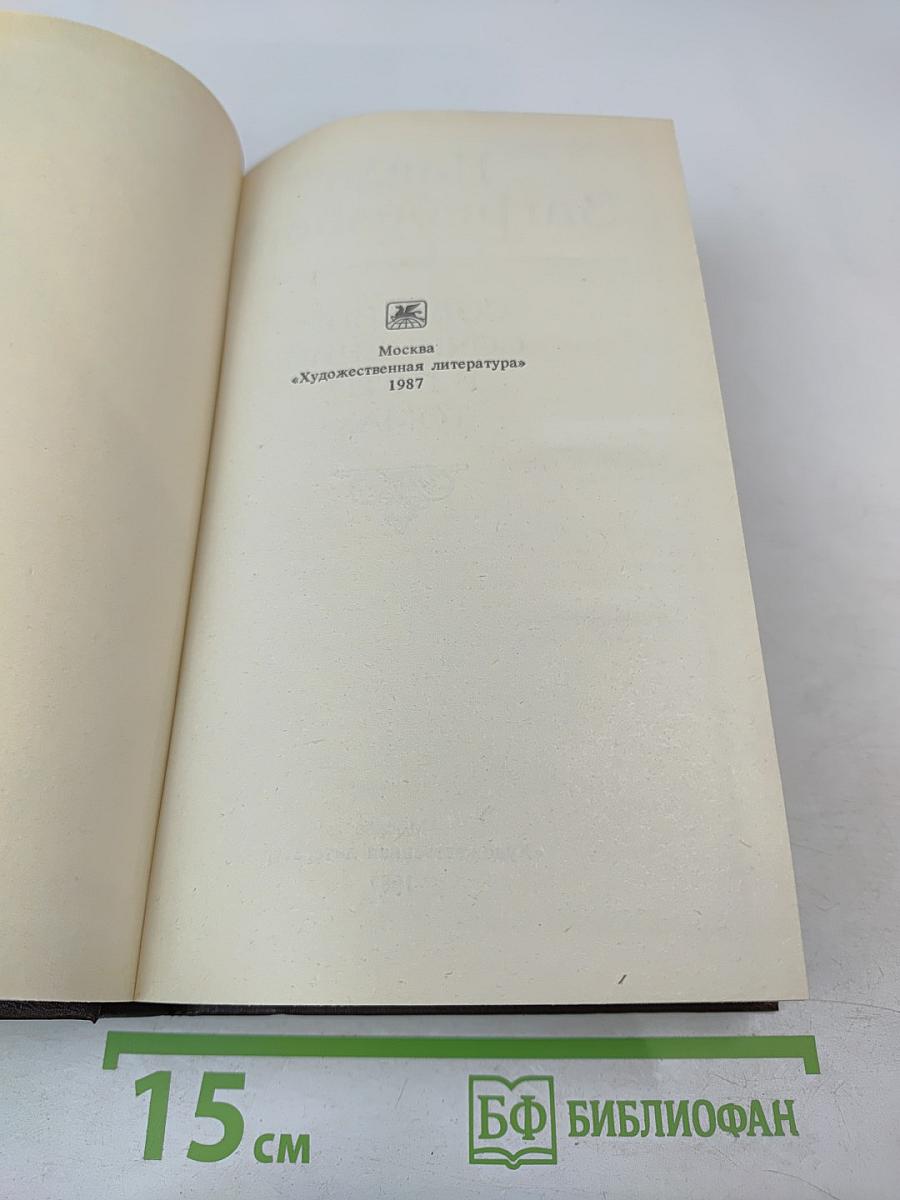 Москва
«Художественная литература»
1987
15 см
БФ БИБЛИОФАН